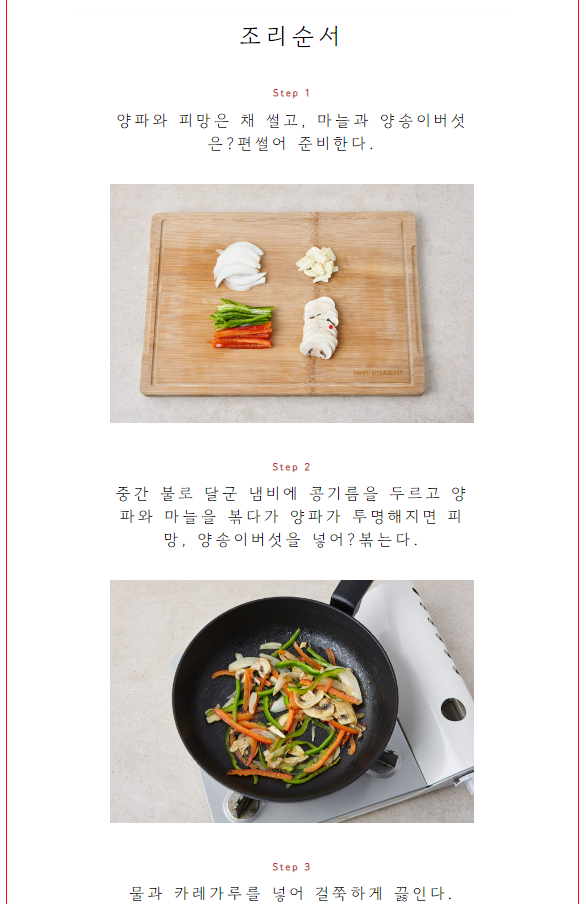 조리순서
Step 1
양파와 피망은 채 썰고, 마늘과 양송이버섯
은?편썰어 준비한다.
Step 2
중간 불로 달군 냄비에 콩기름을 두르고 양
파와 마늘을 볶다가 양파가 투명해지면 피
망, 양송이버섯을 넣어?볶는다.
Step 3
물과 카레가루를 넣어 걸쭉하게 끓인다.